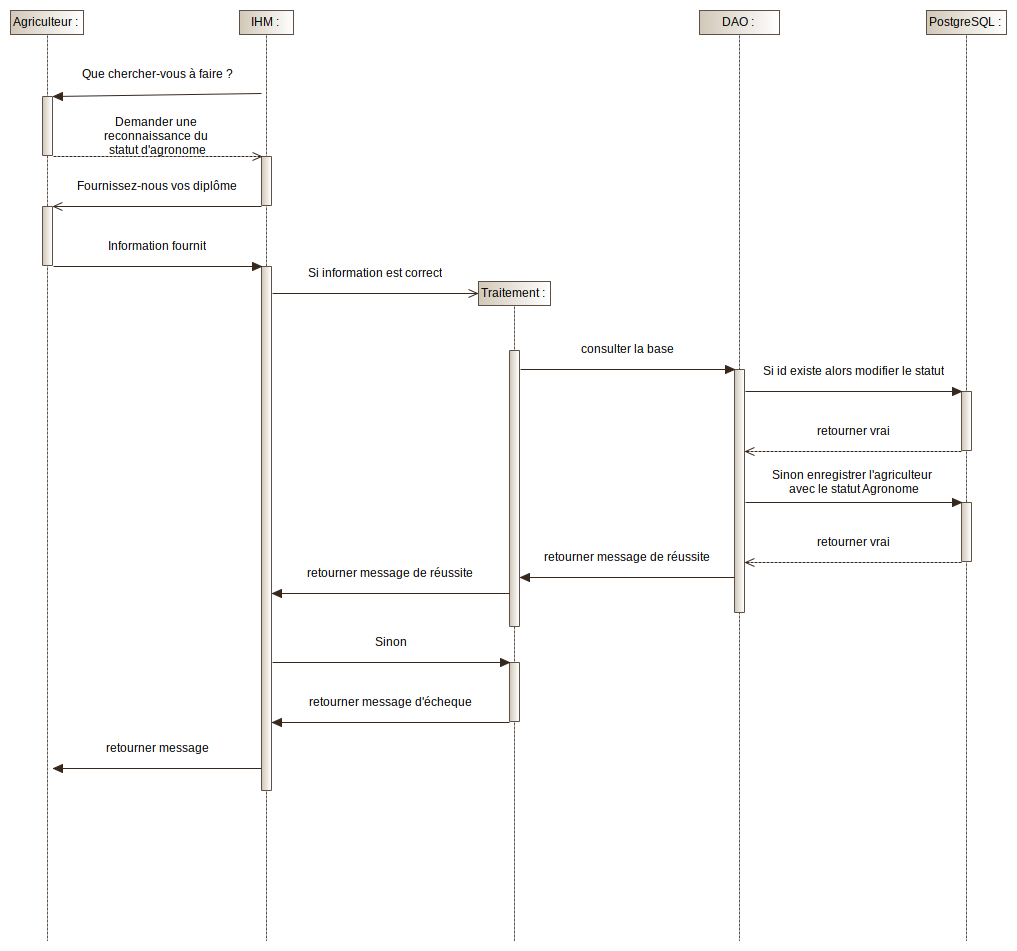 Agriculteur :
IHM :
DAO :
PostgreSQL :
Que chercher-vous à faire ?
Demander une
reconnaissance du
statut d'agronome
Fournissez-nous vos diplôme
Information fournit
Si information est correct
Traitement :
consulter la base
Si id existe alors modifier le statut
retourner vrai
Sinon enregistrer l'agriculteur
avec le statut Agronome
retourner vrai
retourner message de réussite
retourner message de réussite
Sinon
retourner message d'écheque
retourner message